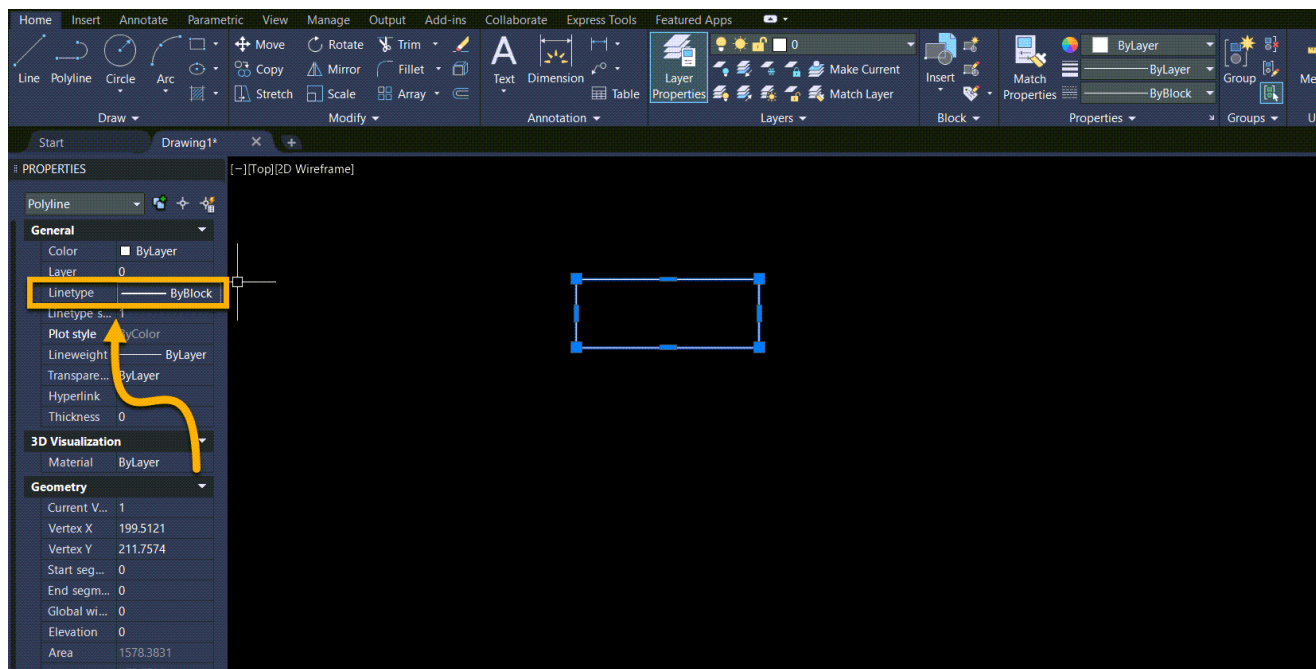 Home Insert Annotate Parametric View Manage Output Add-ins Collaborate Express Tools Featured Apps
Move Rotate Trim 0 ByLayer
Copy Mirror Fillet Make Current ByLayer
Line Polyline Circle Arc Text Dimension Layer Insert Match Group Me
Stretch Scale Array Table Properties Match Layer Properties ByBlock
Draw Modify Annotation Layers Block Properties Groups U
Start Drawing1* +
PROPERTIES [−][Top][2D Wireframe]
Polyline
General
Color ByLayer
Layer 0
Linetype ByBlock
Linetype s... 1
Plot style ByColor
Lineweight ByLayer
Transpare... ByLayer
Hyperlink
Thickness 0
3D Visualization
Material ByLayer
Geometry
Current V... 1
Vertex X 199.5121
Vertex Y 211.7574
Start seg... 0
End segm... 0
Global wi... 0
Elevation 0
Area 1578.3831